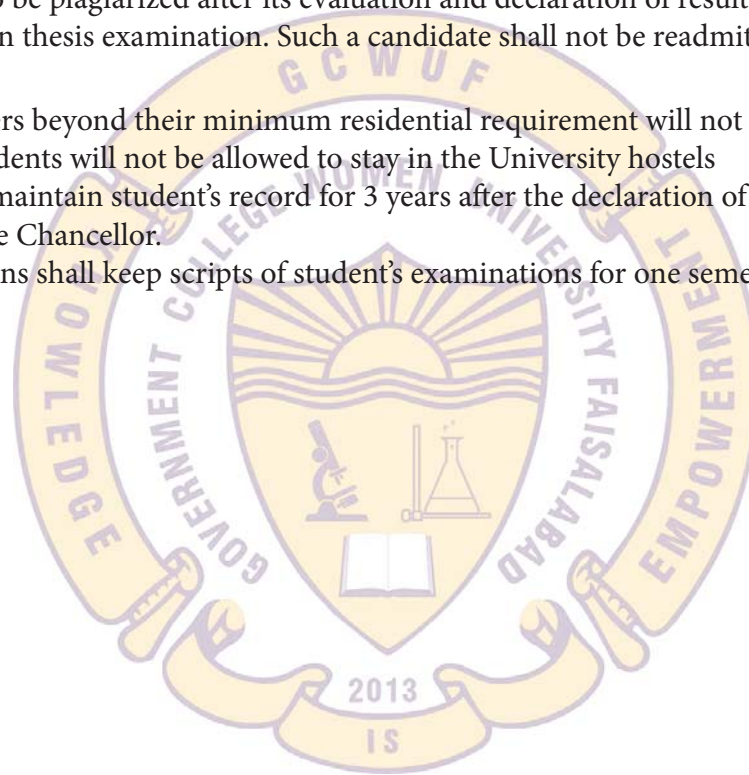 be plagiarized after its evaluation and declaration of result
n thesis examination. Such a candidate shall not be readmit
ers beyond their minimum residential requirement will not
dents will not be allowed to stay in the University hostels
maintain student's record for 3 years after the declaration of
e Chancellor.
ns shall keep scripts of student's examinations for one seme
GCWUF
GOVERNMENT COLLEGE WOMEN UNIVERSITY FAISALABAD
KNOWLEDGE
EMPOWERMENT
2013
IS